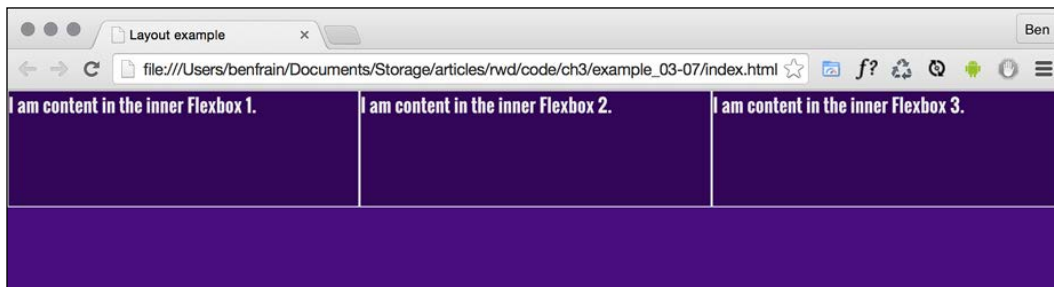 Layout example
Ben
file:///Users/benfrain/Documents/Storage/articles/rwd/code/ch3/example_03-07/index.html
f?
I am content in the inner Flexbox 1.
I am content in the inner Flexbox 2.
I am content in the inner Flexbox 3.